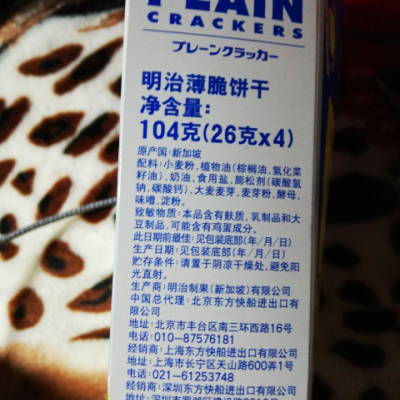 PLAIN
CRACKERS
プレーンクラッカー
明治薄脆饼干
净含量:
104克(26克x4)
原产国:新加坡
配料:小麦粉,植物油(棕榈油,氢化菜
籽油),奶油,食用盐,膨松剂(碳酸氢
钠,碳酸钙),大麦麦芽,麦芽粉,酵母,
味噌,淀粉。
致敏物质:本品含有麸质、乳制品和大
豆制品,可能含有鸡蛋成分。
此日期前最佳:见包装底部(年/月/日)
生产日期:见包装底部(年/月/日)
贮存条件:请置于阴凉干燥处,避免阳
光直射。
生产商:明治制果(新加坡)有限公司
中国总代理:北京东方快船进出口有
限公司
地址:北京市丰台区南三环西路16号
电话:010-87576181
经销商:上海东方快船进出口有限公司
地址:上海市长宁区天山路600弄1号
电话:021-61253748
经销商:深圳东方快船进出口有限公